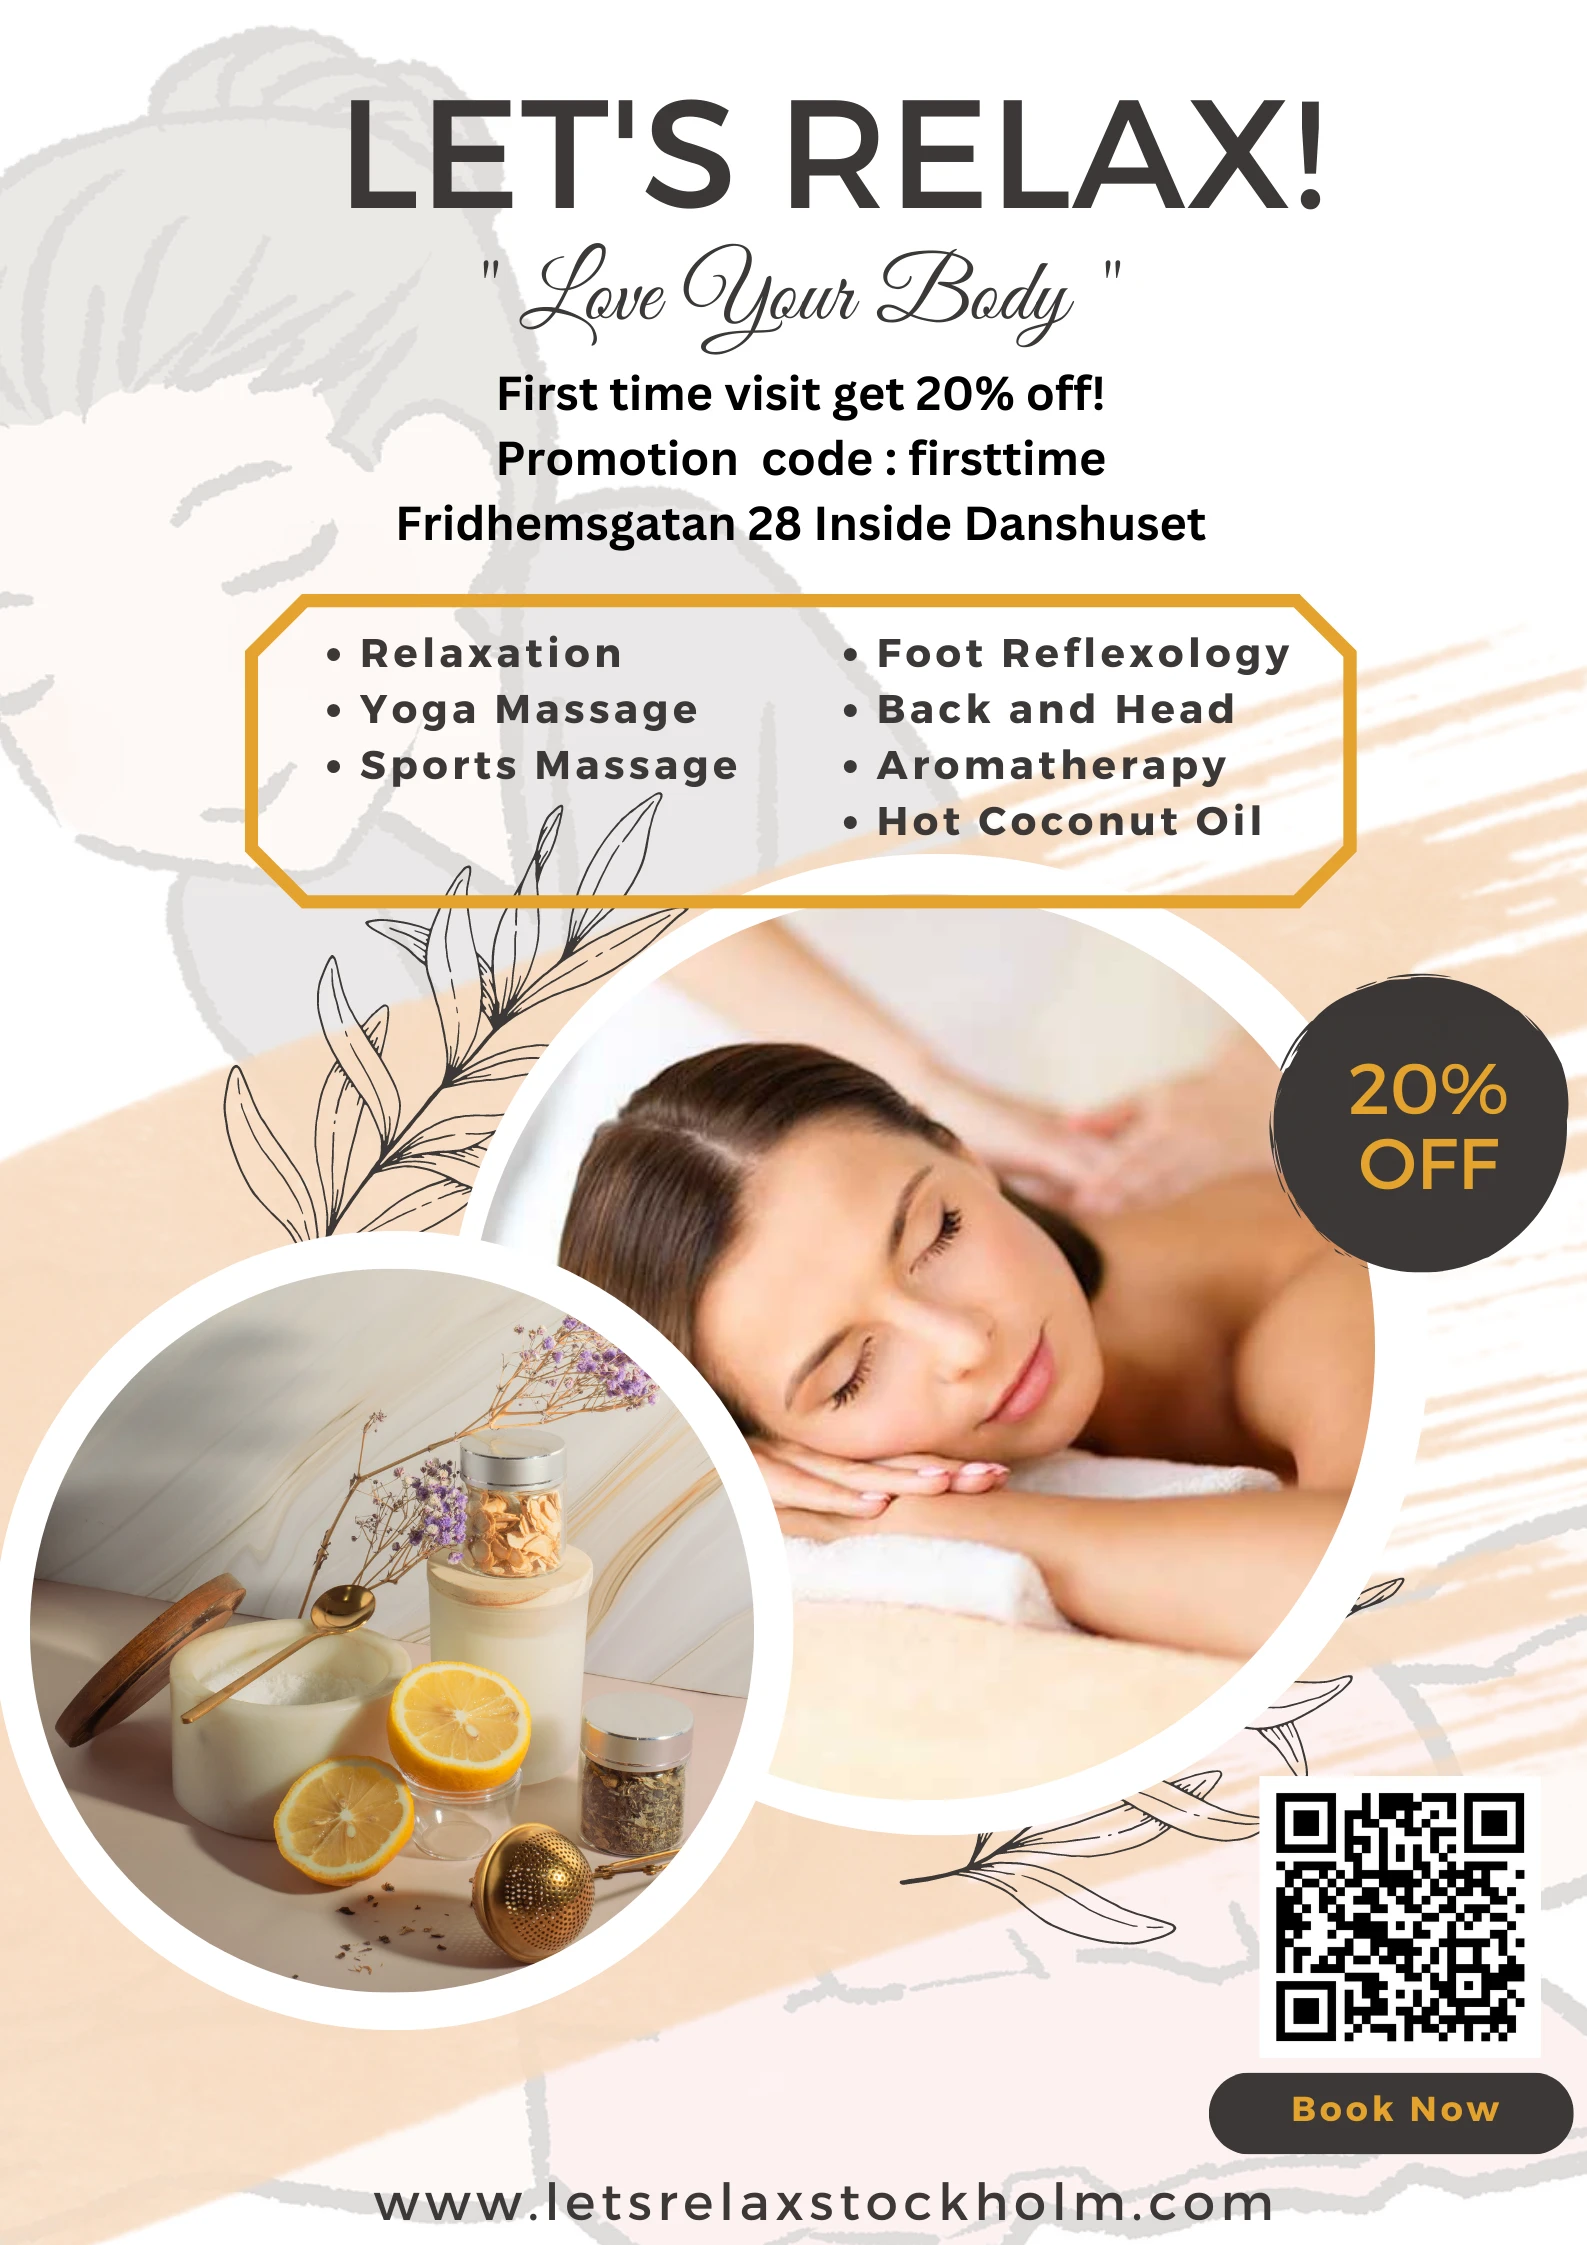 LET'S RELAX!
" Love Your Body "
First time visit get 20% off!
Promotion code : firsttime
Fridhemsgatan 28 Inside Danshuset
• Relaxation
• Yoga Massage
• Sports Massage
• Foot Reflexology
• Back and Head
• Aromatherapy
• Hot Coconut Oil
20%
OFF
Book Now
www.letsrelaxstockholm.com